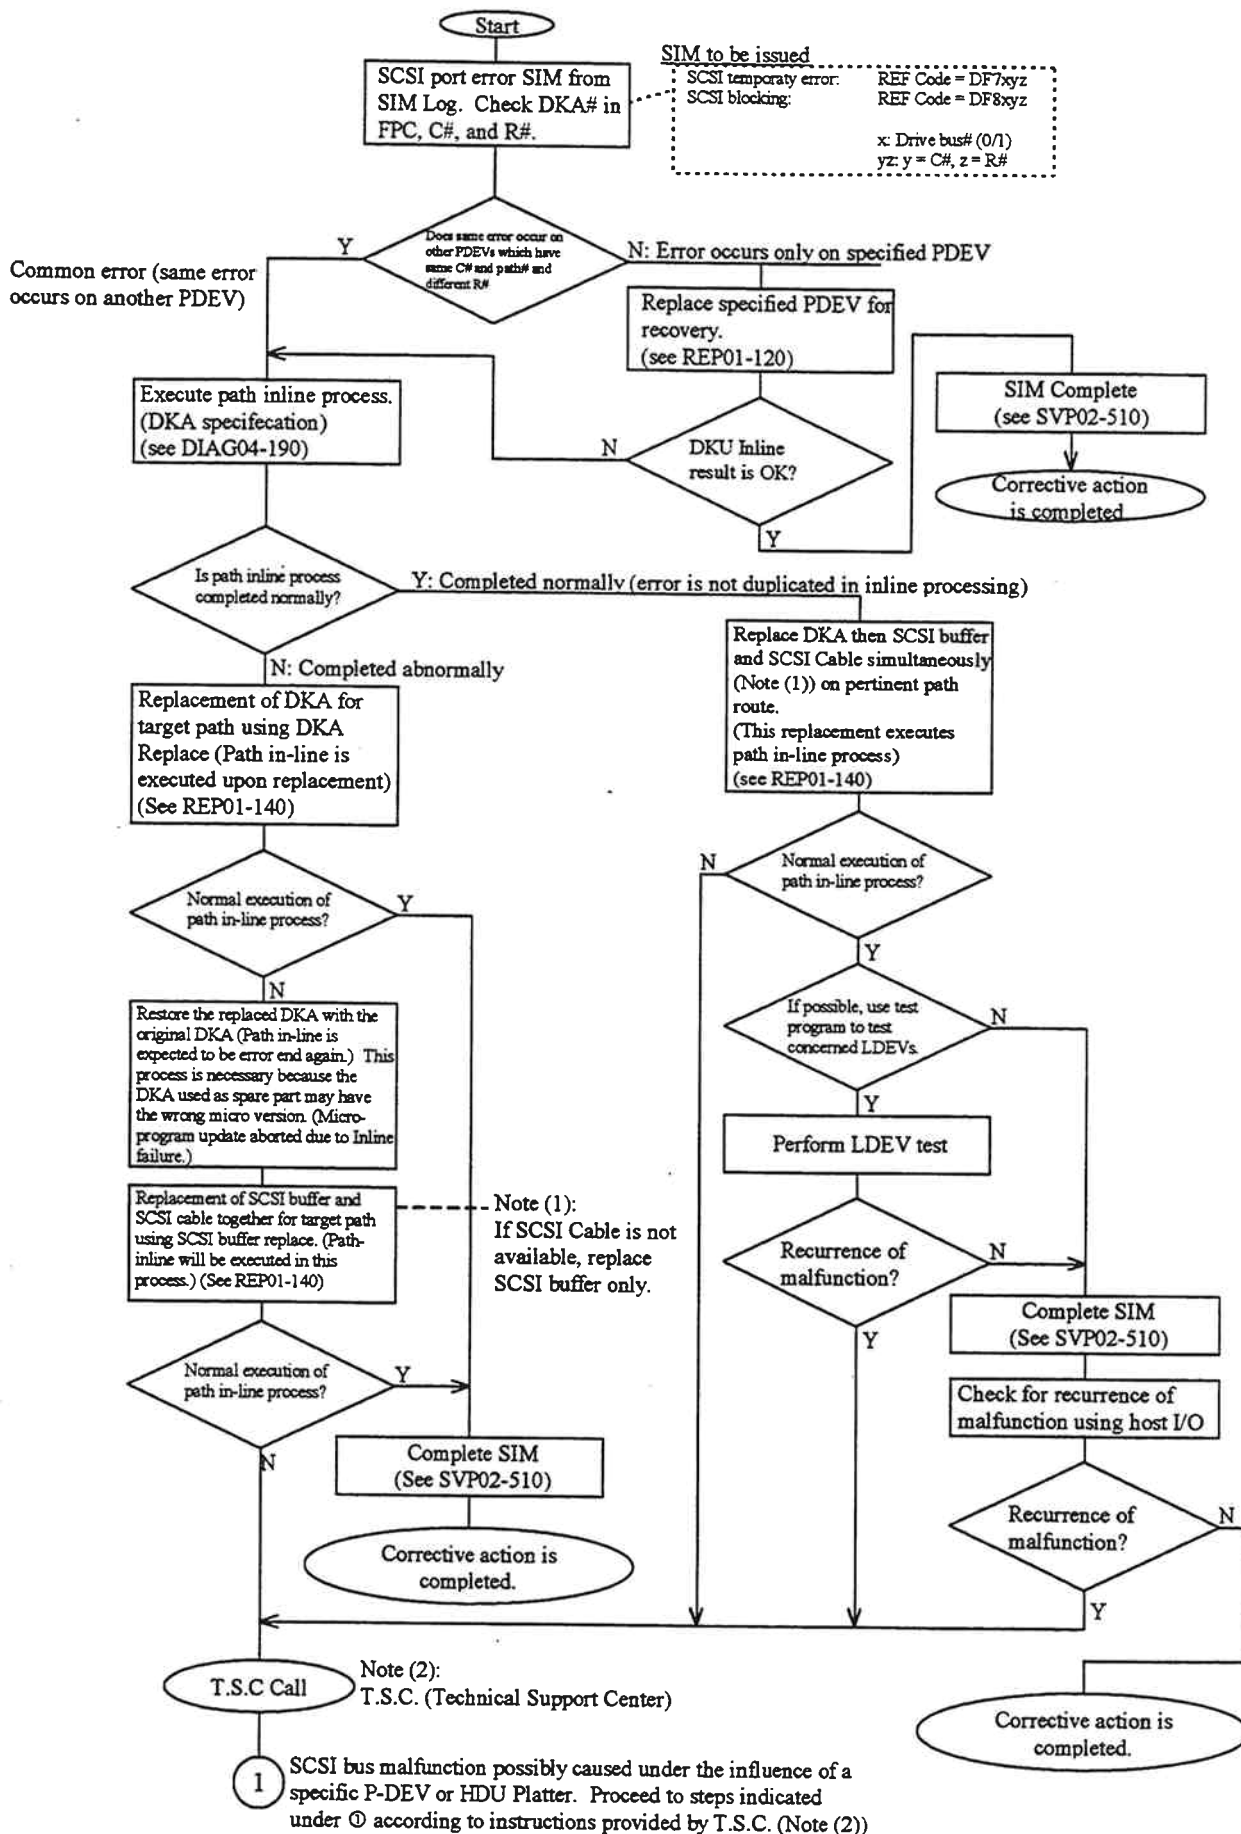 Start
SIM to be issued
SCSI port error SIM from
SIM Log. Check DKA# in
FPC, C#, and R#.
SCSI temporaty error: REF Code = DF7xyz
SCSI blocking: REF Code = DF8xyz
x: Drive bus# (0/1)
yz: y = C#, z = R#
Does same error occur on
other PDEVs which have
same C# and path# and
different R#
Y
N: Error occurs only on specified PDEV
Common error (same error
occurs on another PDEV)
Replace specified PDEV for
recovery.
(see REP01-120)
Execute path inline process.
(DKA specifecation)
(see DIAG04-190)
N
DKU Inline
result is OK?
Y
SIM Complete
(see SVP02-510)
Corrective action
is completed
Is path inline process
completed normally?
Y: Completed normally (error is not duplicated in inline processing)
N: Completed abnormally
Replace DKA then SCSI buffer
and SCSI Cable simultaneously
(Note (1)) on pertinent path
route.
(This replacement executes
path in-line process)
(see REP01-140)
Replacement of DKA for
target path using DKA
Replace (Path in-line is
executed upon replacement)
(See REP01-140)
N
Normal execution of
path in-line process?
Y
Normal execution of
path in-line process?
Y
N
If possible, use test
program to test
concerned LDEVs.
N
Y
Restore the replaced DKA with the
original DKA (Path in-line is
expected to be error end again.) This
process is necessary because the
DKA used as spare part may have
the wrong micro version. (Micro-
program update aborted due to Inline
failure.)
Perform LDEV test
Replacement of SCSI buffer and
SCSI cable together for target path
using SCSI buffer replace. (Path-
inline will be executed in this
process.) (See REP01-140)
Note (1):
If SCSI Cable is not
available, replace
SCSI buffer only.
Recurrence of
malfunction?
N
Y
Complete SIM
(See SVP02-510)
Normal execution of
path in-line process?
Y
N
Check for recurrence of
malfunction using host I/O
Complete SIM
(See SVP02-510)
Recurrence of
malfunction?
N
Y
Corrective action is
completed.
T.S.C Call
Note (2):
T.S.C. (Technical Support Center)
Corrective action is
completed.
1
SCSI bus malfunction possibly caused under the influence of a
specific P-DEV or HDU Platter. Proceed to steps indicated
under ① according to instructions provided by T.S.C. (Note (2))